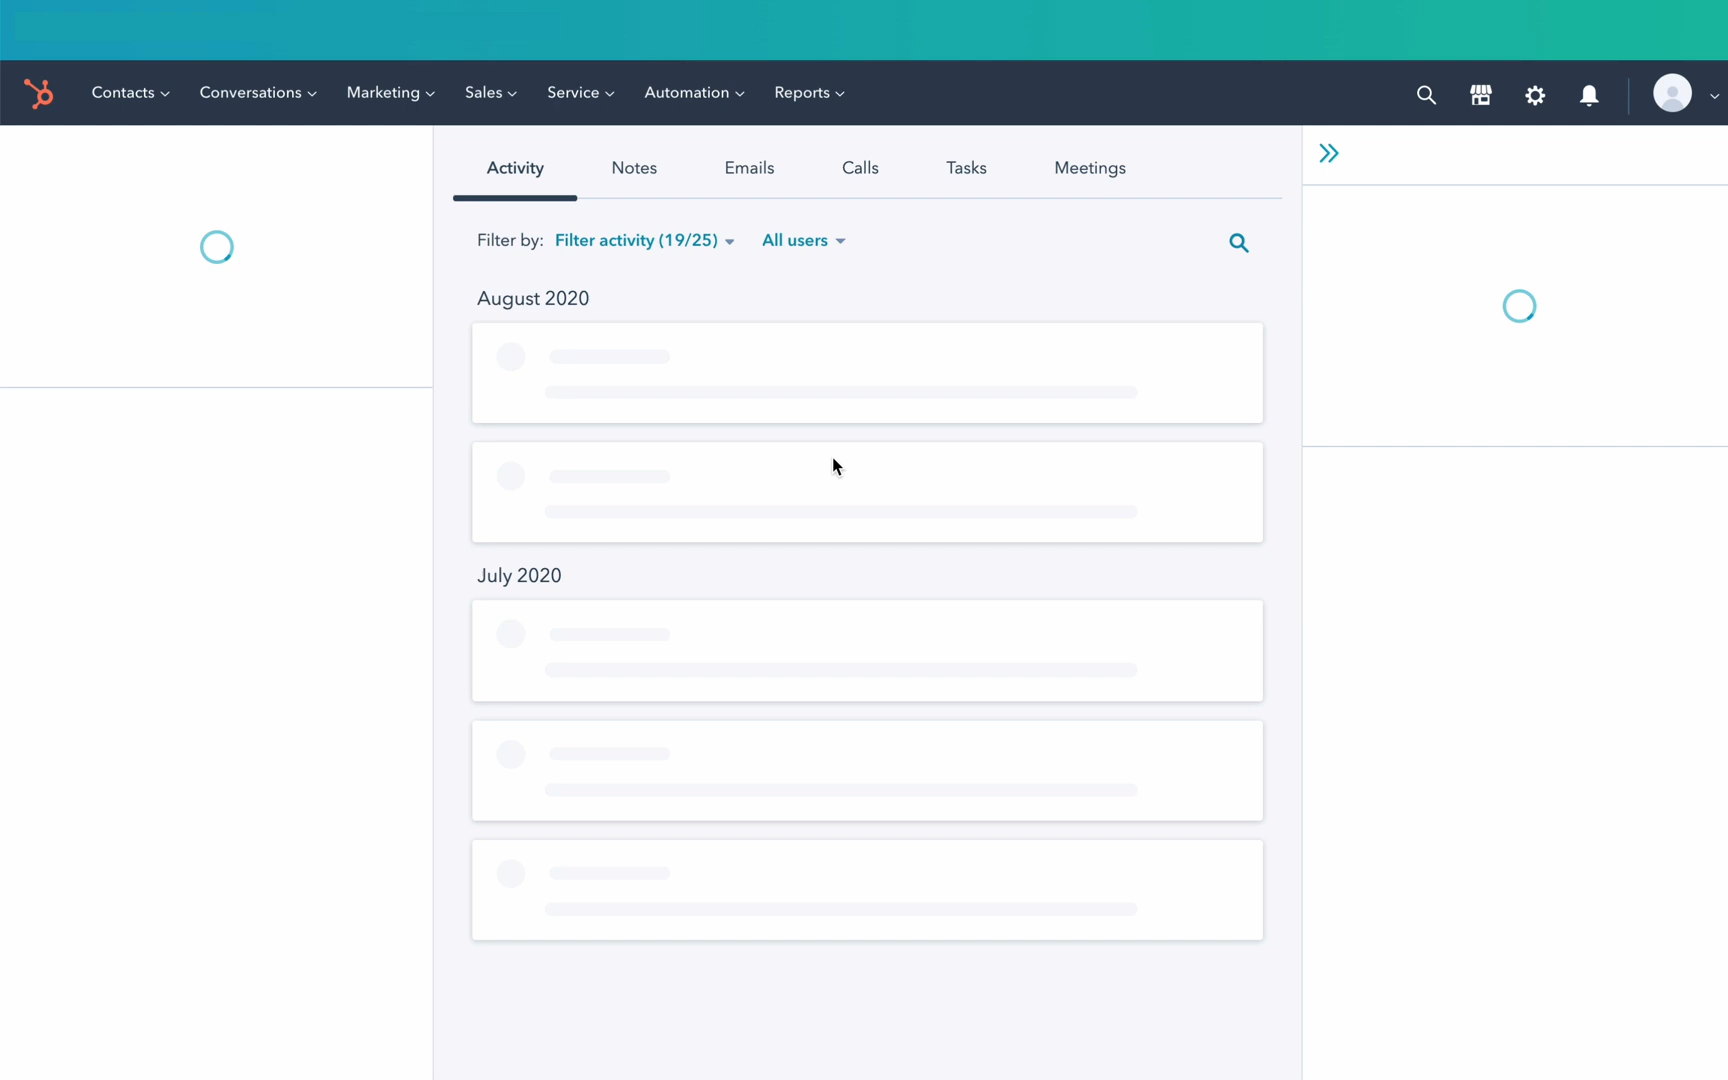 Contacts Conversations Marketing Sales Service Automation Reports
Activity Notes Emails Calls Tasks Meetings
Filter by: Filter activity (19/25) All users
August 2020
July 2020